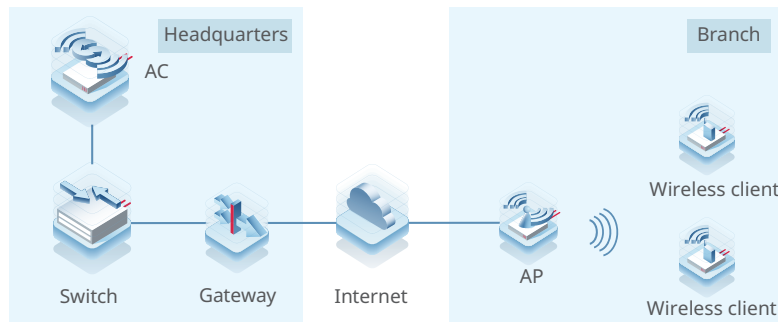 Headquarters
Branch
AC
Wireless client
AP
Switch
Gateway
Internet
Wireless client